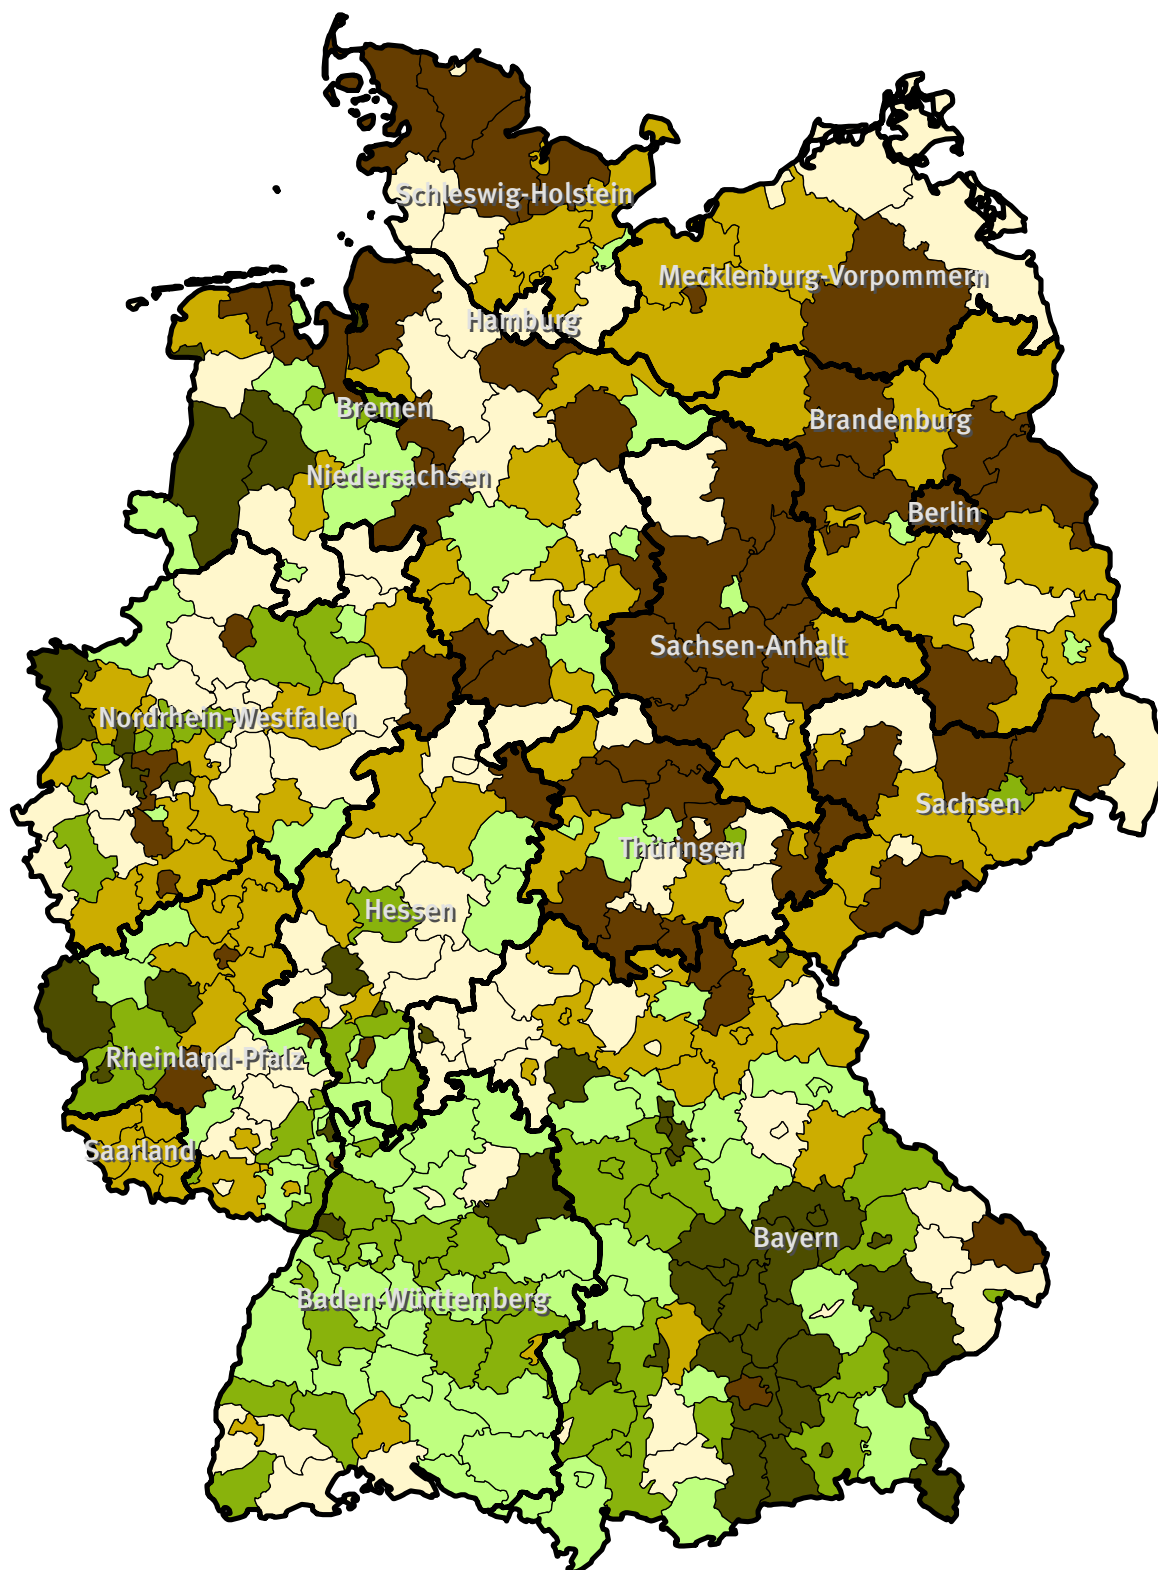 Schleswig-Holstein
Mecklenburg-Vorpommern
Hamburg
Bremen
Brandenburg
Niedersachsen
Berlin
Sachsen-Anhalt
Nordrhein-Westfalen
Sachsen
Thüringen
Hessen
Rheinland-Pfalz
Saarland
Bayern
Baden-Württemberg